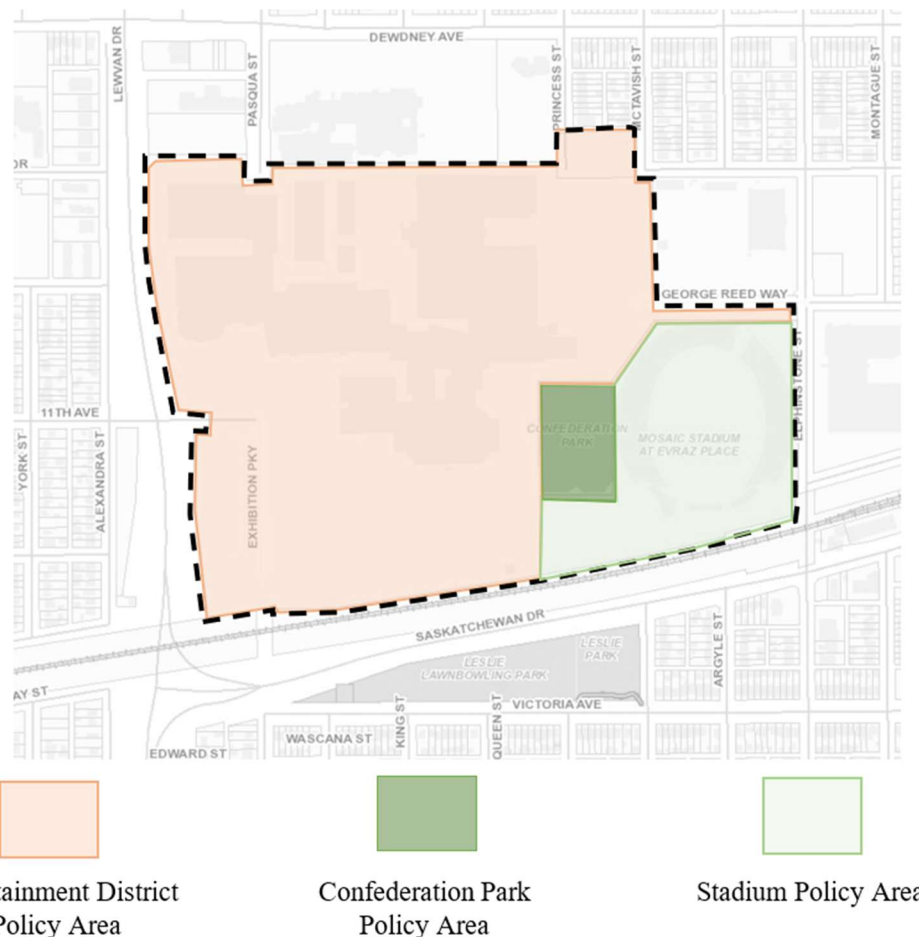 DEWDNEY AVE
LEWVAN DR
PASQUA ST
PRINCESS ST
MCTAVISH ST
MONTAGUE ST
DR
GEORGE REED WAY
ELPHINSTONE ST
11TH AVE
YORK ST
ALEXANDRA ST
EXHIBITION PKY
CONFEDERATION
PARK
MOSAIC STADIUM
AT EVRAZ PLACE
SASKATCHEWAN DR
LESLIE
LAWNBOWLING PARK
LESLIE
PARK
ARGYLE ST
AY ST
KING ST
QUEEN ST
VICTORIA AVE
WASCANA ST
EDWARD ST
tainment District
Policy Area
Confederation Park
Policy Area
Stadium Policy Area